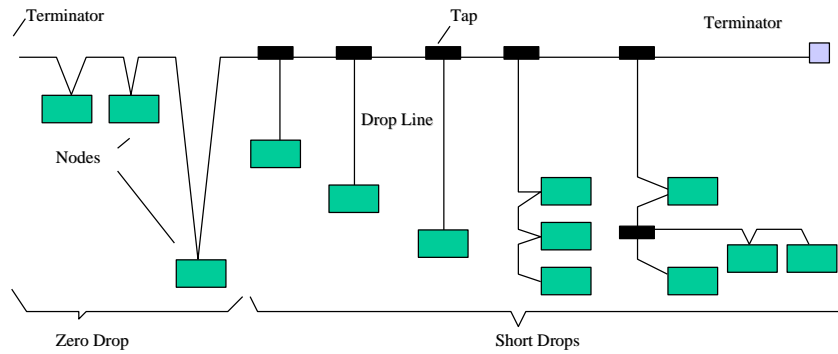 Terminator
Tap
Terminator
Drop Line
Nodes
Zero Drop
Short Drops